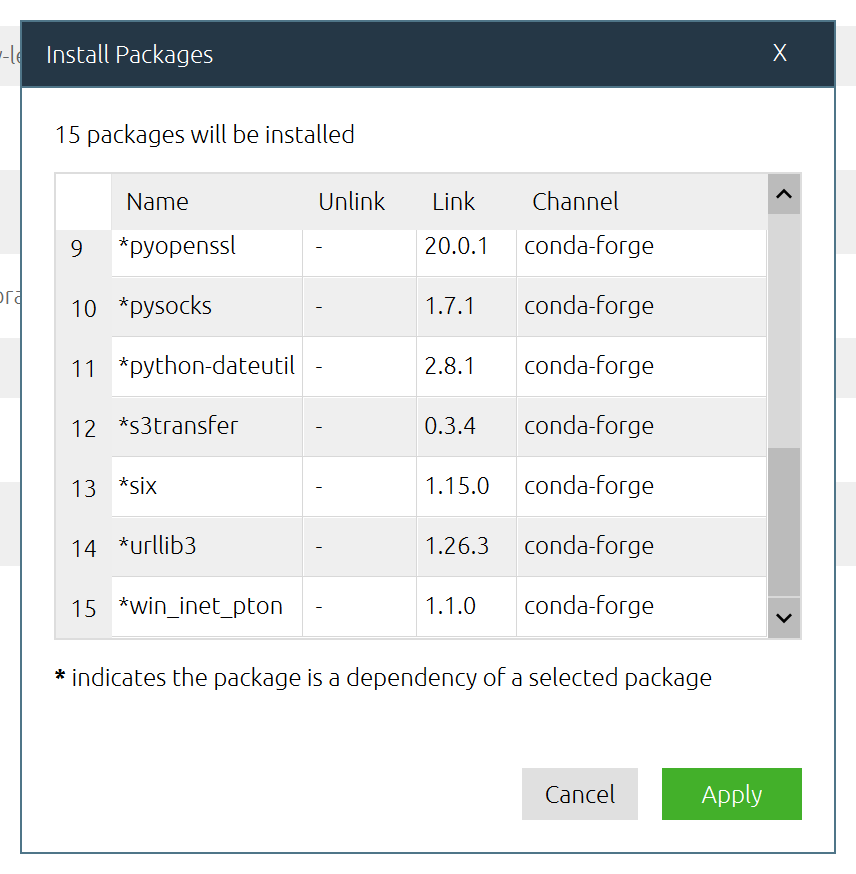 Install Packages X
15 packages will be installed
Name Unlink Link Channel
9 *pyopenssl - 20.0.1 conda-forge
10 *pysocks - 1.7.1 conda-forge
11 *python-dateutil - 2.8.1 conda-forge
12 *s3transfer - 0.3.4 conda-forge
13 *six - 1.15.0 conda-forge
14 *urllib3 - 1.26.3 conda-forge
15 *win_inet_pton - 1.1.0 conda-forge
* indicates the package is a dependency of a selected package
Cancel Apply